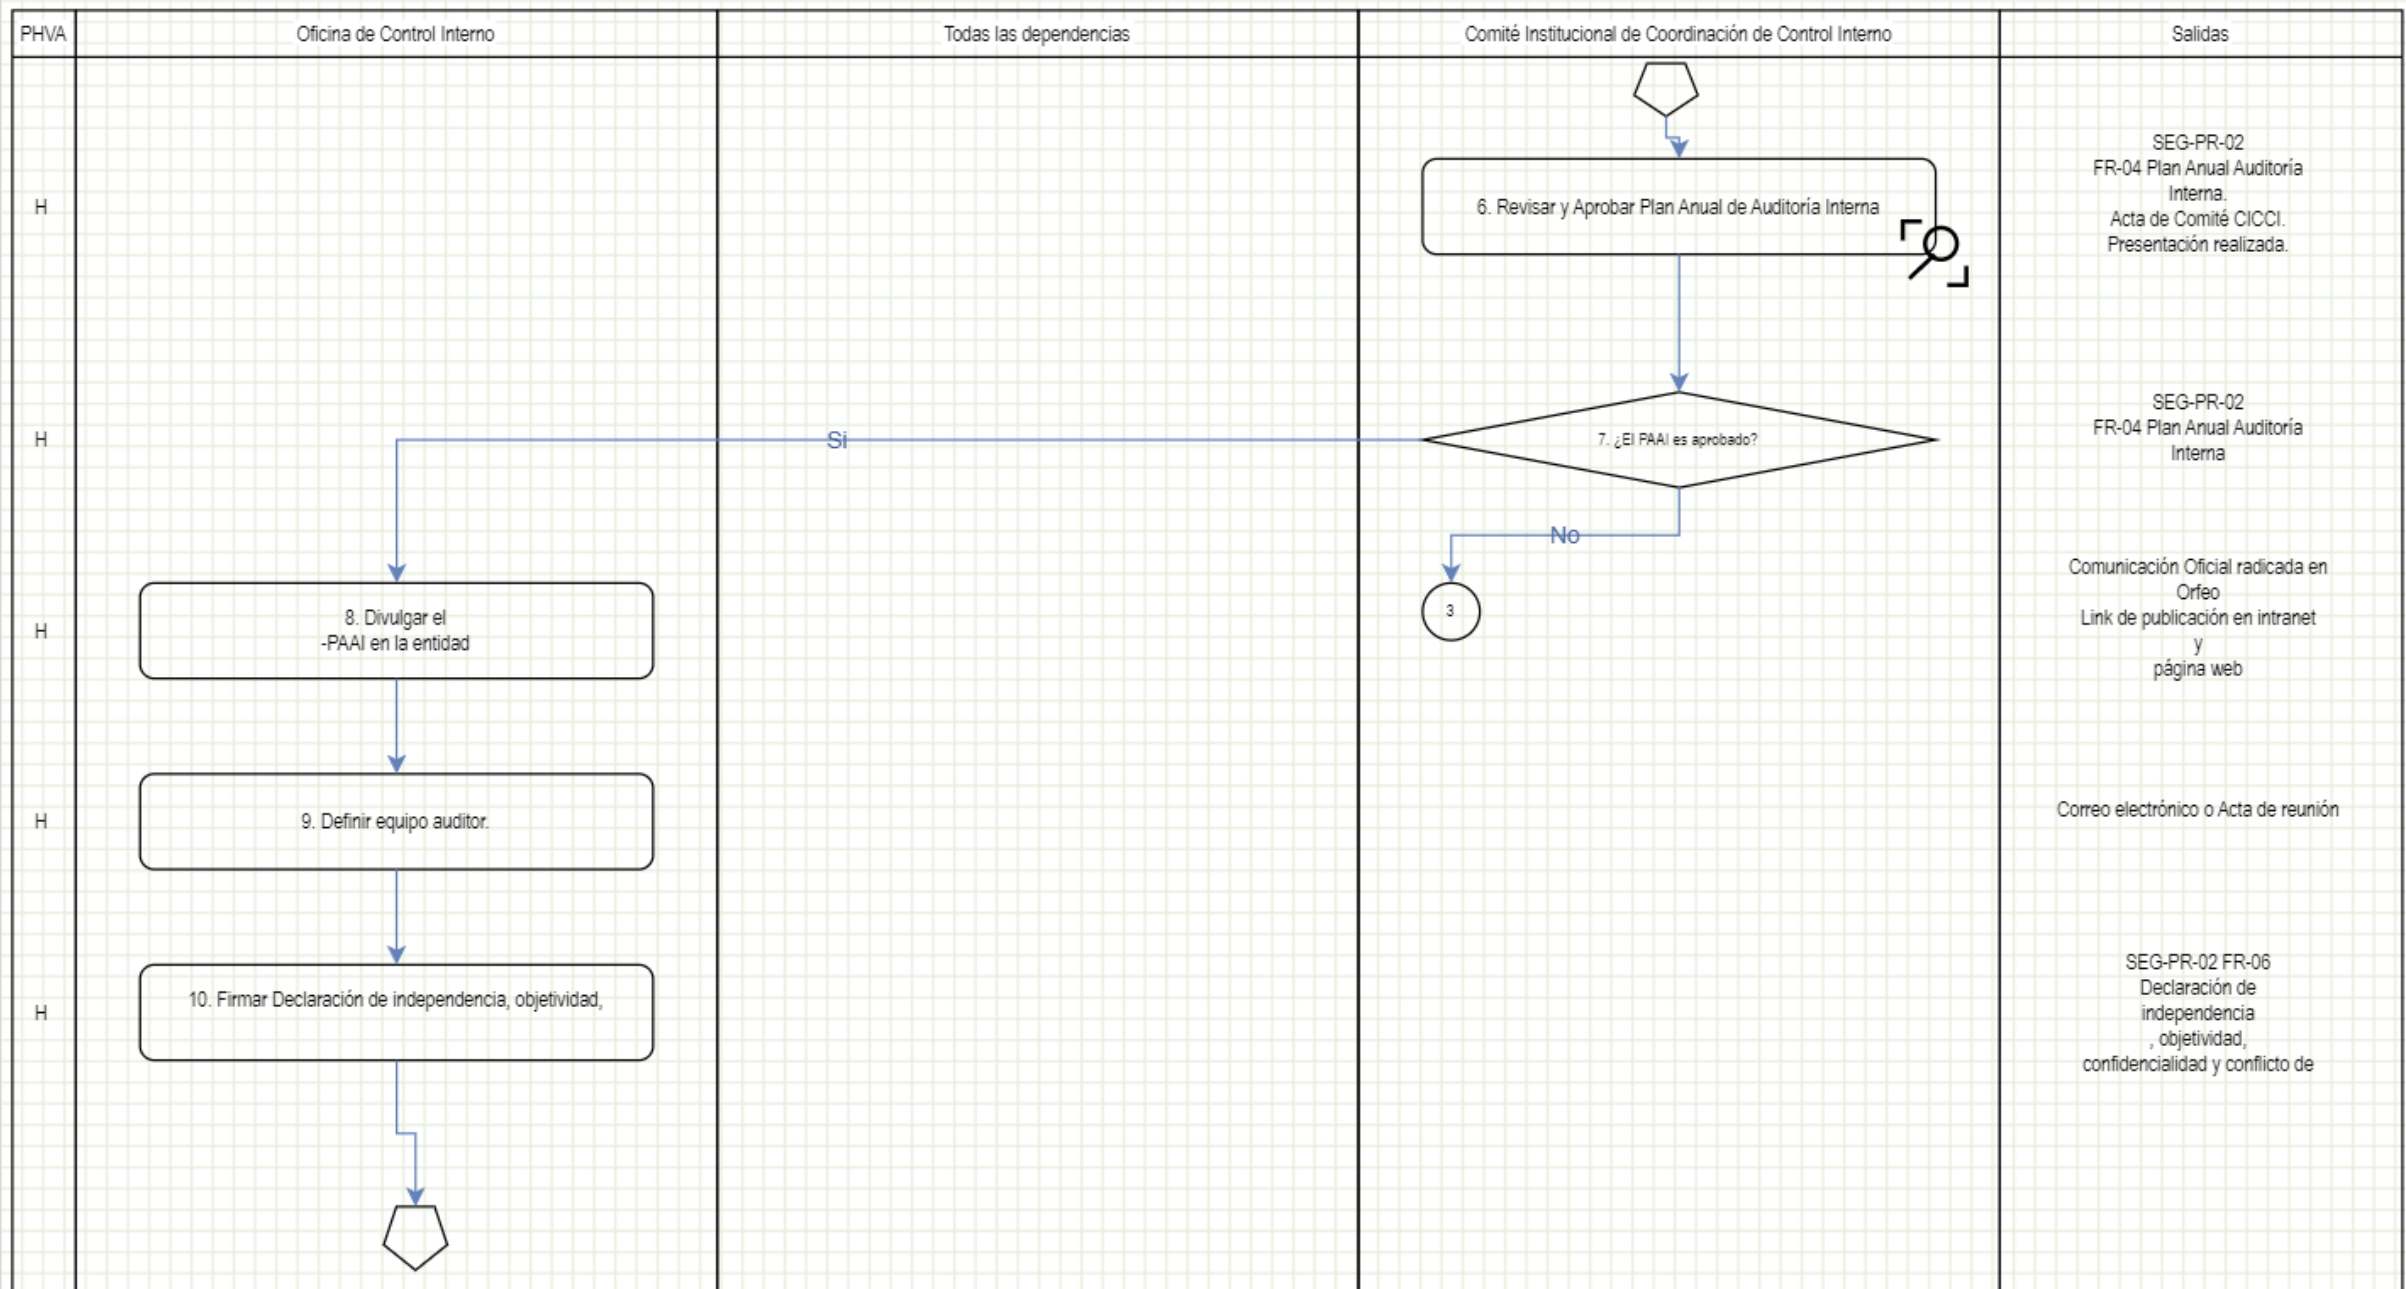 PHVA
Oficina de Control Interno
Todas las dependencias
Comité Institucional de Coordinación de Control Interno
Salidas
H
6. Revisar y Aprobar Plan Anual de Auditoría Interna
SEG-PR-02
FR-04 Plan Anual Auditoría
Interna.
Acta de Comité CICCI.
Presentación realizada.
H
Si
7. ¿El PAAI es aprobado?
SEG-PR-02
FR-04 Plan Anual Auditoría
Interna
No
H
8. Divulgar el
-PAAI en la entidad
3
Comunicación Oficial radicada en
Orfeo
Link de publicación en intranet
y
página web
H
9. Definir equipo auditor.
Correo electrónico o Acta de reunión
H
10. Firmar Declaración de independencia, objetividad,
SEG-PR-02 FR-06
Declaración de
independencia
, objetividad,
confidencialidad y conflicto de